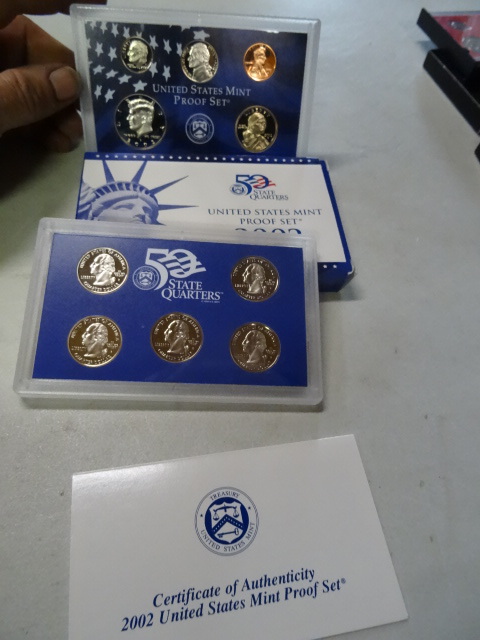 UNITED STATES MINT
PROOF SET
50
STATE
QUARTERS
UNITED STATES MINT
PROOF SET
2002
50
STATE
QUARTERS
TREASURY
UNITED STATES MINT
Certificate of Authenticity
2002 United States Mint Proof Set®